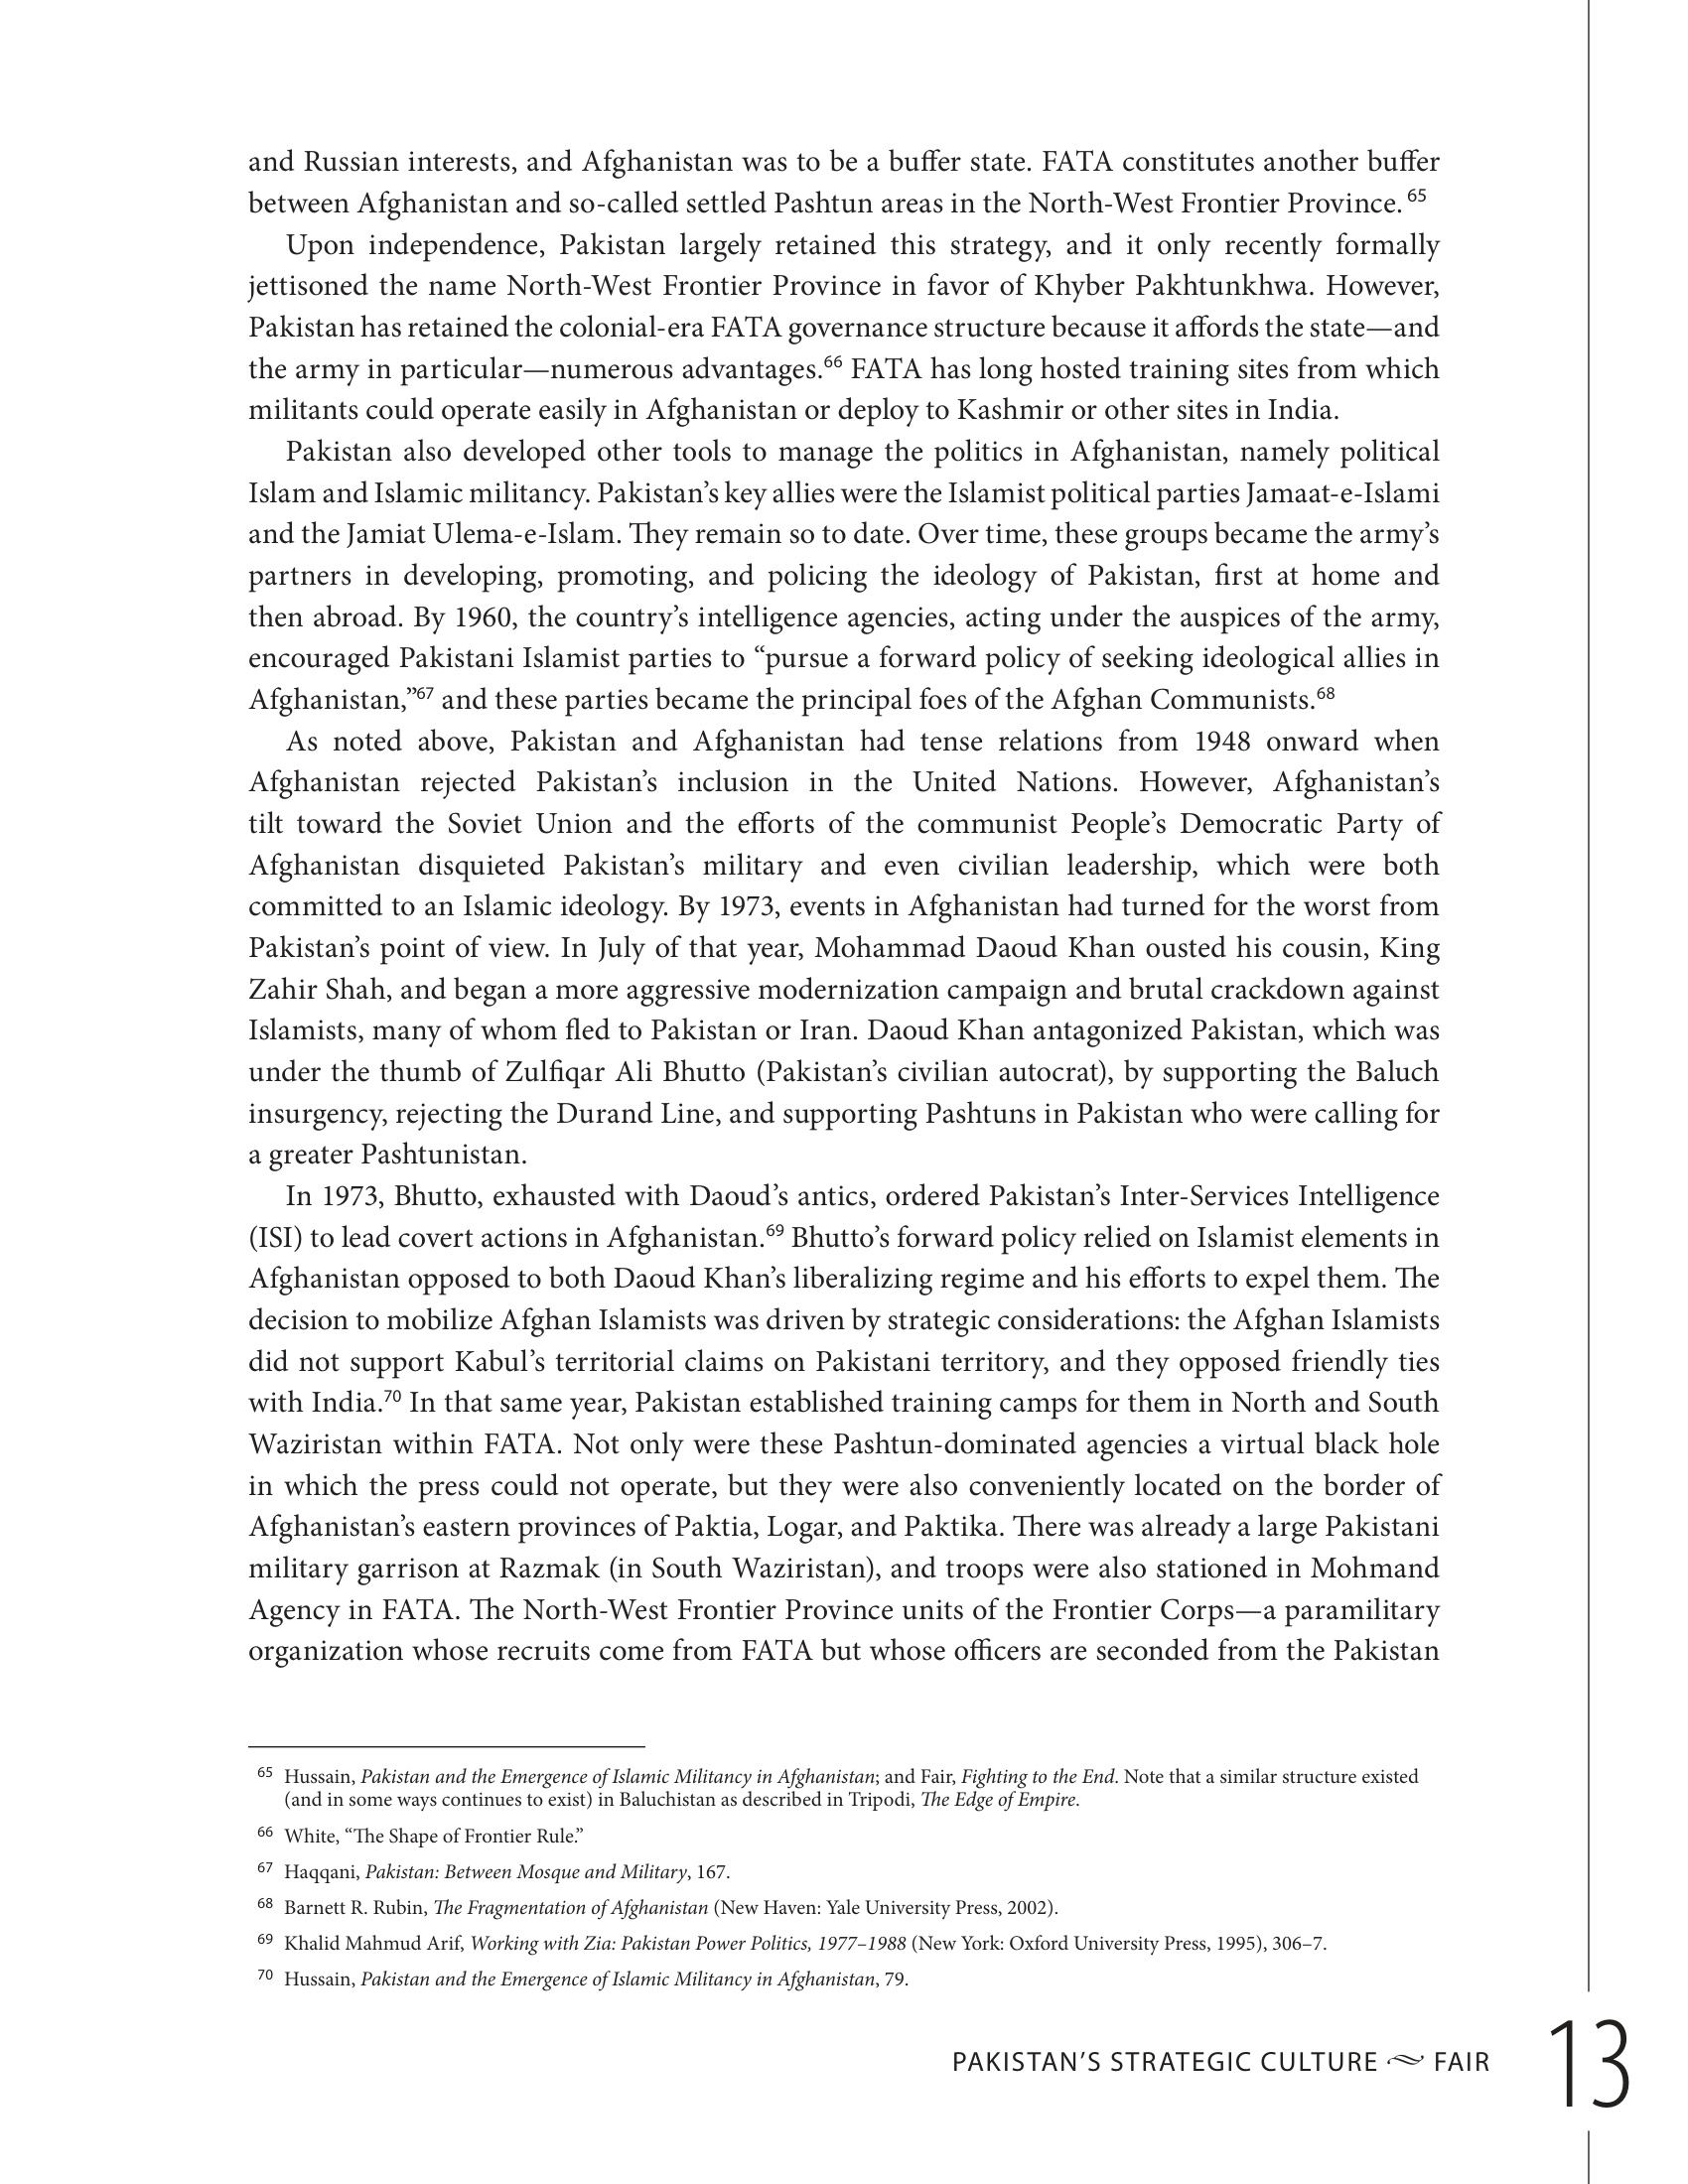 and Russian interests, and Afghanistan was to be a buffer state. FATA constitutes another buffer
between Afghanistan and so-called settled Pashtun areas in the North-West Frontier Province. 65
Upon independence, Pakistan largely retained this strategy, and it only recently formally
jettisoned the name North-West Frontier Province in favor of Khyber Pakhtunkhwa. However,
Pakistan has retained the colonial-era FATA governance structure because it affords the state—and
the army in particular—numerous advantages.66 FATA has long hosted training sites from which
militants could operate easily in Afghanistan or deploy to Kashmir or other sites in India.
Pakistan also developed other tools to manage the politics in Afghanistan, namely political
Islam and Islamic militancy. Pakistan’s key allies were the Islamist political parties Jamaat-e-Islami
and the Jamiat Ulema-e-Islam. They remain so to date. Over time, these groups became the army’s
partners in developing, promoting, and policing the ideology of Pakistan, first at home and
then abroad. By 1960, the country’s intelligence agencies, acting under the auspices of the army,
encouraged Pakistani Islamist parties to “pursue a forward policy of seeking ideological allies in
Afghanistan,”67 and these parties became the principal foes of the Afghan Communists.68
As noted above, Pakistan and Afghanistan had tense relations from 1948 onward when
Afghanistan rejected Pakistan’s inclusion in the United Nations. However, Afghanistan’s
tilt toward the Soviet Union and the efforts of the communist People’s Democratic Party of
Afghanistan disquieted Pakistan’s military and even civilian leadership, which were both
committed to an Islamic ideology. By 1973, events in Afghanistan had turned for the worst from
Pakistan’s point of view. In July of that year, Mohammad Daoud Khan ousted his cousin, King
Zahir Shah, and began a more aggressive modernization campaign and brutal crackdown against
Islamists, many of whom fled to Pakistan or Iran. Daoud Khan antagonized Pakistan, which was
under the thumb of Zulfiqar Ali Bhutto (Pakistan’s civilian autocrat), by supporting the Baluch
insurgency, rejecting the Durand Line, and supporting Pashtuns in Pakistan who were calling for
a greater Pashtunistan.
In 1973, Bhutto, exhausted with Daoud’s antics, ordered Pakistan’s Inter-Services Intelligence
(ISI) to lead covert actions in Afghanistan.69 Bhutto’s forward policy relied on Islamist elements in
Afghanistan opposed to both Daoud Khan’s liberalizing regime and his efforts to expel them. The
decision to mobilize Afghan Islamists was driven by strategic considerations: the Afghan Islamists
did not support Kabul’s territorial claims on Pakistani territory, and they opposed friendly ties
with India.70 In that same year, Pakistan established training camps for them in North and South
Waziristan within FATA. Not only were these Pashtun-dominated agencies a virtual black hole
in which the press could not operate, but they were also conveniently located on the border of
Afghanistan’s eastern provinces of Paktia, Logar, and Paktika. There was already a large Pakistani
military garrison at Razmak (in South Waziristan), and troops were also stationed in Mohmand
Agency in FATA. The North-West Frontier Province units of the Frontier Corps—a paramilitary
organization whose recruits come from FATA but whose officers are seconded from the Pakistan
65 Hussain, Pakistan and the Emergence of Islamic Militancy in Afghanistan; and Fair, Fighting to the End. Note that a similar structure existed
(and in some ways continues to exist) in Baluchistan as described in Tripodi, The Edge of Empire.
66 White, “The Shape of Frontier Rule.”
67 Haqqani, Pakistan: Between Mosque and Military, 167.
68 Barnett R. Rubin, The Fragmentation of Afghanistan (New Haven: Yale University Press, 2002).
69 Khalid Mahmud Arif, Working with Zia: Pakistan Power Politics, 1977–1988 (New York: Oxford University Press, 1995), 306–7.
70 Hussain, Pakistan and the Emergence of Islamic Militancy in Afghanistan, 79.
PAKISTAN’S STRATEGIC CULTURE FAIR
13